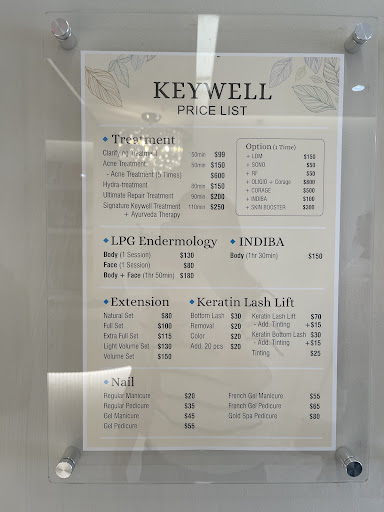 KEYWELL
PRICE LIST
Treatment
Clarifying Treatment 50min $99
Acne Treatment 50min $150
- Acne Treatment (5 Times) $600
Hydra-treatment 80min $150
Ultimate Repair Treatment 90min $200
Signature Keywell Treatment 110min $250
+ Ayurveda Therapy
Option (1 Time)
+ LDM $150
+ SONO $50
+ RF $50
+ OLIGIO + Corage $800
+ CORAGE $500
+ INDIBA $100
+ SKIN BOOSTER $300
LPG Endermology
Body (1 Session) $130
Face (1 Session) $80
Body + Face (1hr 50min) $180
INDIBA
Body (1hr 30min) $150
Extension
Natural Set $80
Full Set $100
Extra Full Set $115
Light Volume Set $130
Volume Set $150
Keratin Lash Lift
Bottom Lash $30
Removal $20
Color $20
Add. 20 pcs $20
Keratin Lash Lift $70
- Add. Tinting +$15
Keratin Bottom Lash $30
- Add. Tinting +$15
Tinting $25
Nail
Regular Manicure $20
Regular Pedicure $35
Gel Manicure $45
Gel Pedicure $55
French Gel Manicure $55
French Gel Pedicure $65
Gold Spa Pedicure $80